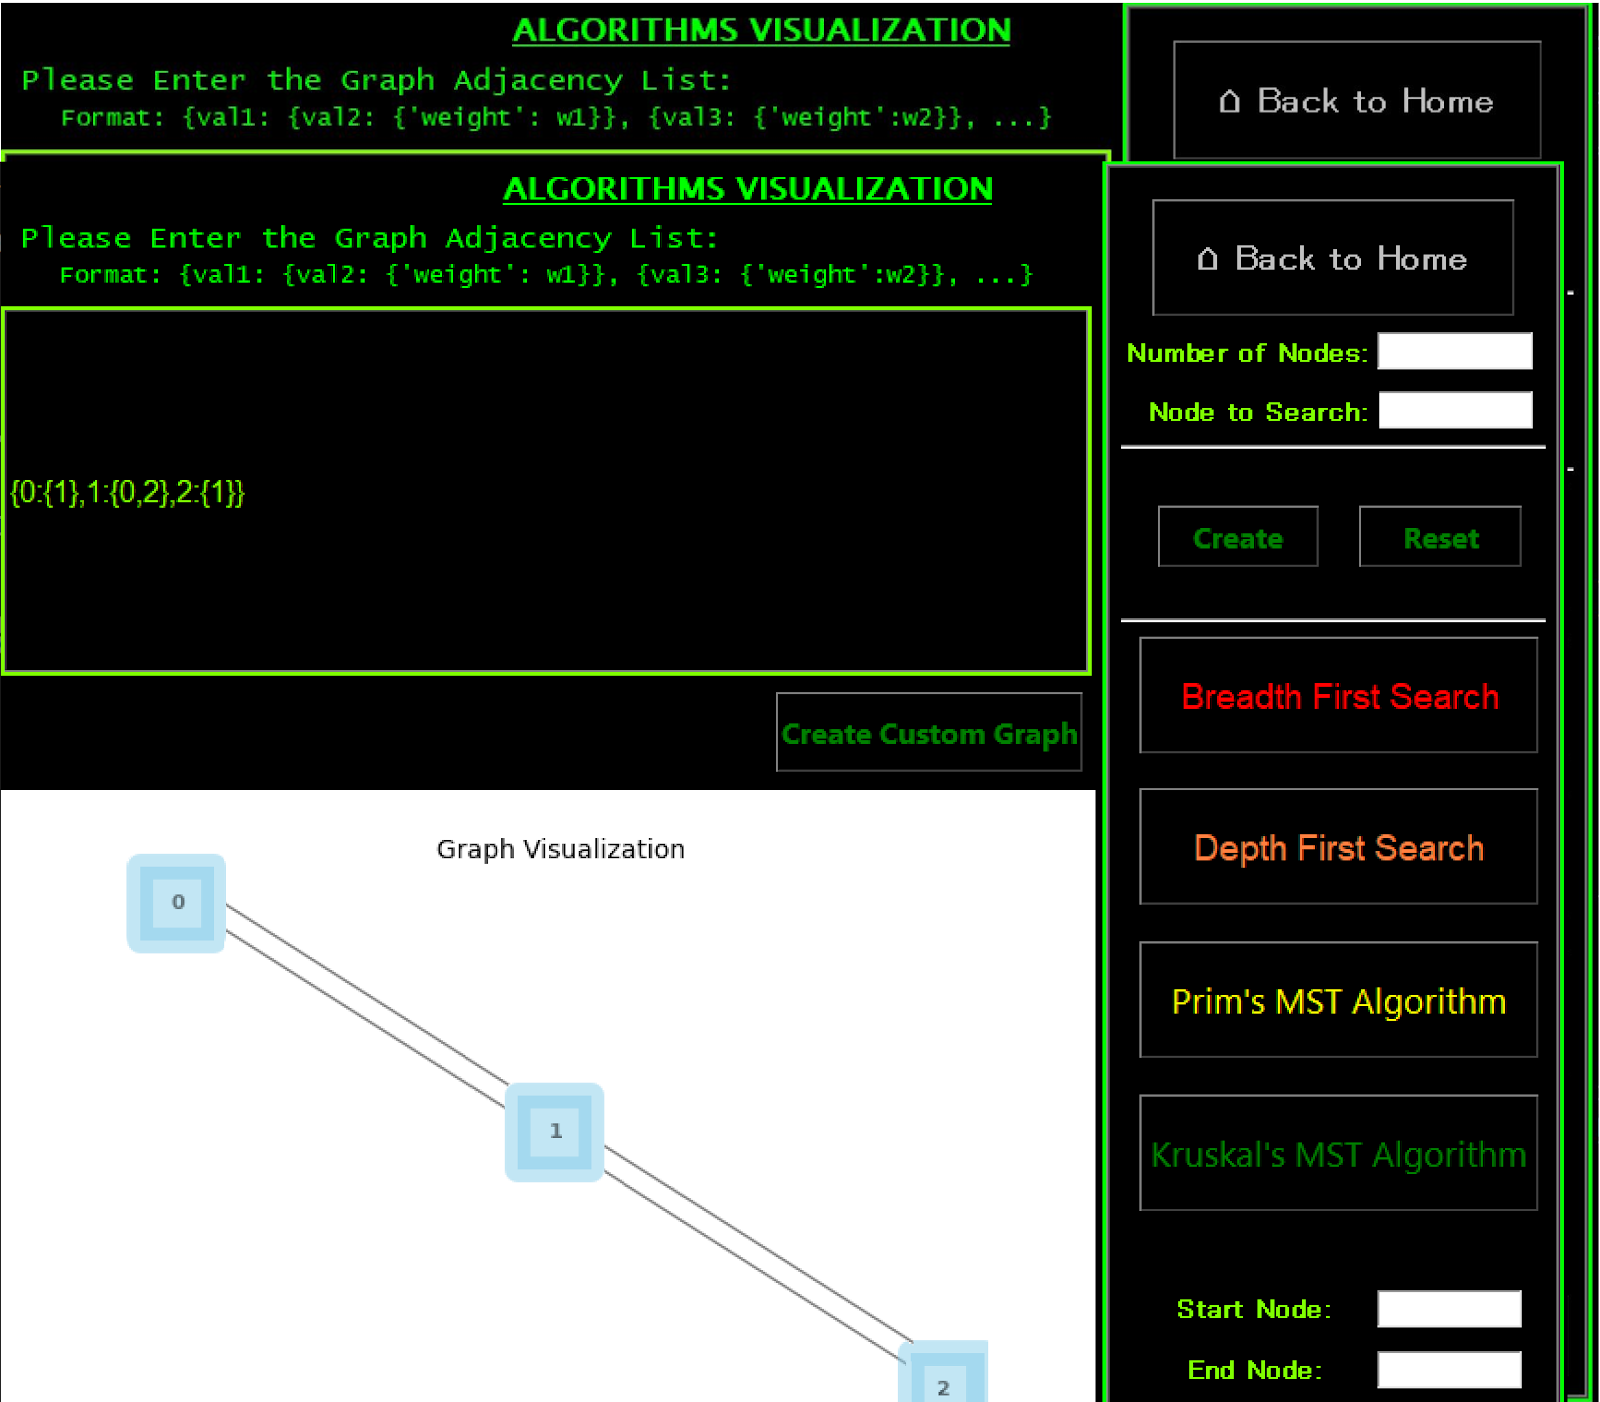 ALGORITHMS VISUALIZATION
Please Enter the Graph Adjacency List:
Format: {val1: {val2: {'weight': w1}}, {val3: {'weight':w2}}, ...}
⌂ Back to Home
ALGORITHMS VISUALIZATION
Please Enter the Graph Adjacency List:
Format: {val1: {val2: {'weight': w1}}, {val3: {'weight':w2}}, ...}
{0:{1},1:{0,2},2:{1}}
Create Custom Graph
Graph Visualization
0
1
2
⌂ Back to Home
Number of Nodes:
Node to Search:
Create
Reset
Breadth First Search
Depth First Search
Prim's MST Algorithm
Kruskal's MST Algorithm
Start Node:
End Node: